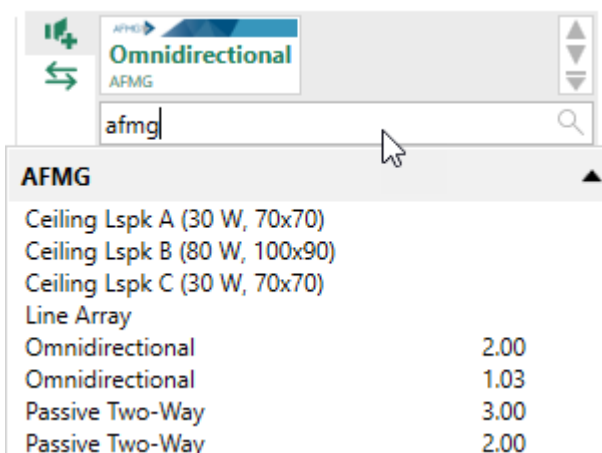 AFMG
Omnidirectional
AFMG
afmg
AFMG
Ceiling Lspk A (30 W, 70x70)
Ceiling Lspk B (80 W, 100x90)
Ceiling Lspk C (30 W, 70x70)
Line Array
Omnidirectional 2.00
Omnidirectional 1.03
Passive Two-Way 3.00
Passive Two-Way 2.00